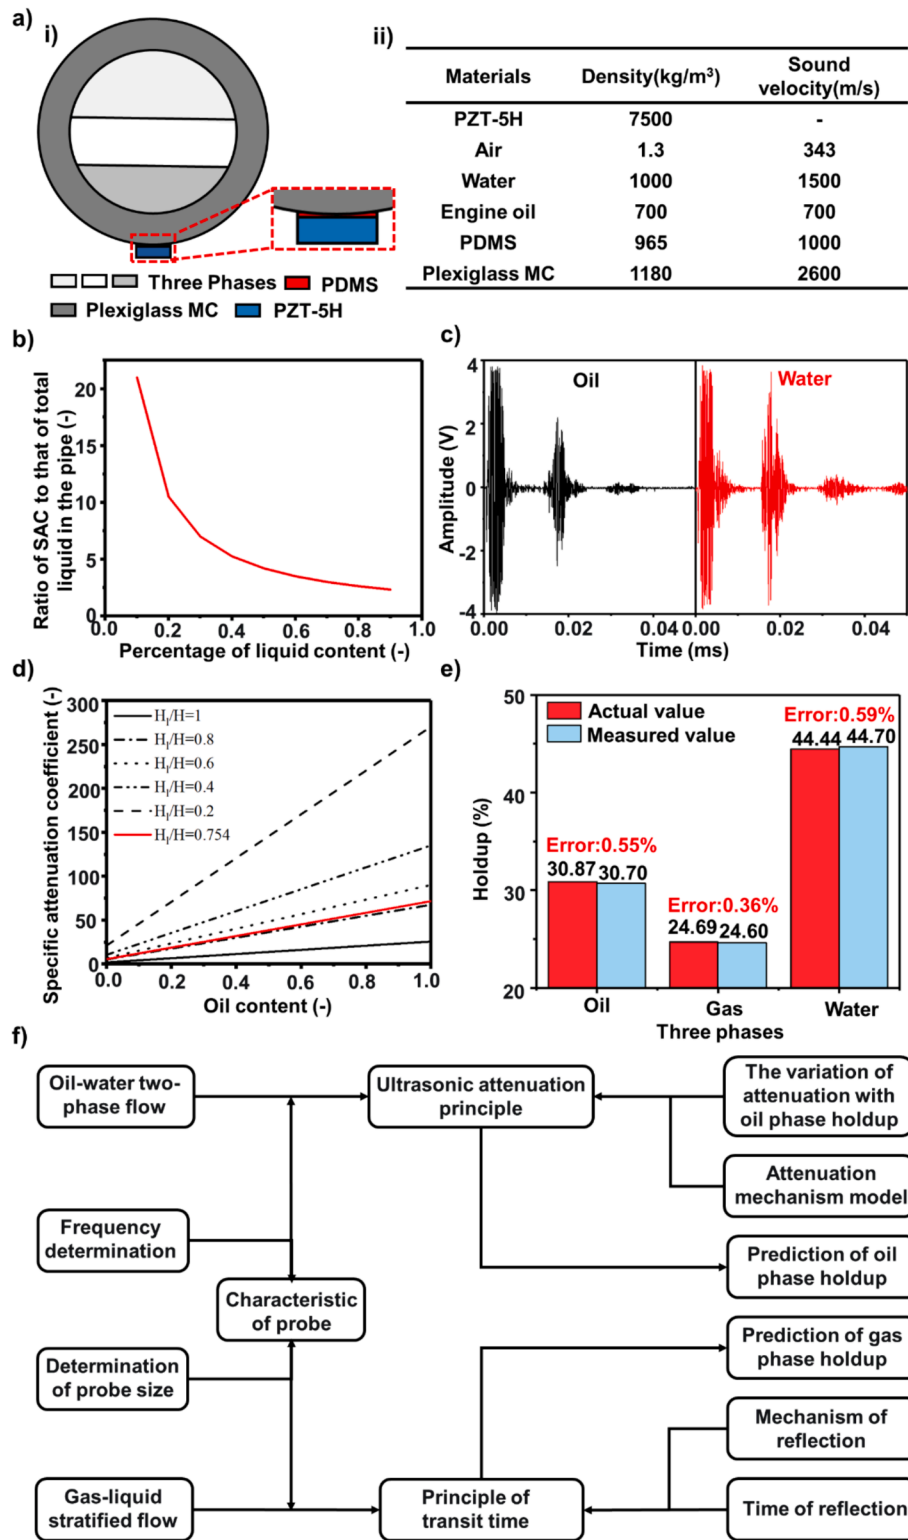 a)
i)
Three Phases
PDMS
Plexiglass MC
PZT-5H
ii)
Materials Density(kg/m³) Sound velocity(m/s)
PZT-5H 7500 -
Air 1.3 343
Water 1000 1500
Engine oil 700 700
PDMS 965 1000
Plexiglass MC 1180 2600
b)
Ratio of SAC to that of total
liquid in the pipe (-)
20
15
10
5
0
0.0 0.2 0.4 0.6 0.8 1.0
Percentage of liquid content (-)
c)
Amplitude (V)
4
2
0
-2
-4
Oil
Water
0.00 0.02 0.04 0.00 0.02 0.04
Time (ms)
d)
Specific attenuation coefficient (-)
300
250
200
150
100
50
0
H_l/H=1
H_l/H=0.8
H_l/H=0.6
H_l/H=0.4
H_l/H=0.2
H_l/H=0.754
0.0 0.2 0.4 0.6 0.8 1.0
Oil content (-)
e)
Holdup (%)
50
40
30
20
Actual value
Measured value
Error:0.55%
30.87 30.70
Error:0.36%
24.69 24.60
Error:0.59%
44.44 44.70
Oil Gas Water
Three phases
f)
Oil-water two-
phase flow
Ultrasonic attenuation
principle
The variation of
attenuation with
oil phase holdup
Attenuation
mechanism model
Frequency
determination
Prediction of oil
phase holdup
Characteristic
of probe
Prediction of gas
phase holdup
Determination
of probe size
Mechanism of
reflection
Gas-liquid
stratified flow
Principle of
transit time
Time of reflection